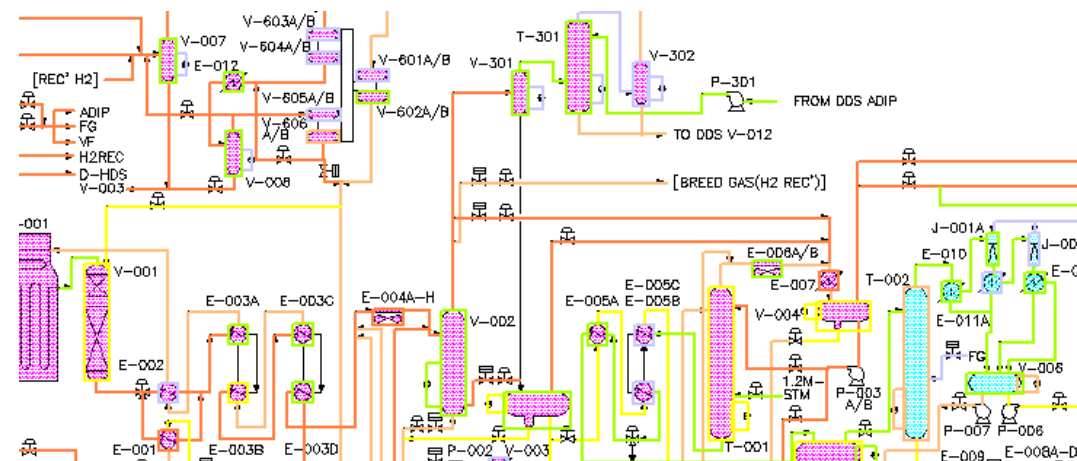 V-603A/B
V-007
V-604A/B
T-301
V-302
E-012
V-601A/B
V-301
[REC' H2]
P-301
V-605A/B
FROM DDS ADIP
V-602A/B
ADIP
V-606
A/B
FG
TO DDS V-012
VF
H2REC
D-HDS
V-003
V-008
[BREED GAS(H2 REC')]
-001
J-001A
E-006A/B
E-010
V-001
T-002
E-005C
E-007
E-003A
E-003C
E-004A-H
E-005A
E-005B
V-004
V-002
E-011A
E-002
FG
V-006
1.2M-
STM
P-003
A/B
P-007
P-006
E-001
E-003B
E-003D
P-002
V-003
T-001
E-009
E-008A-D